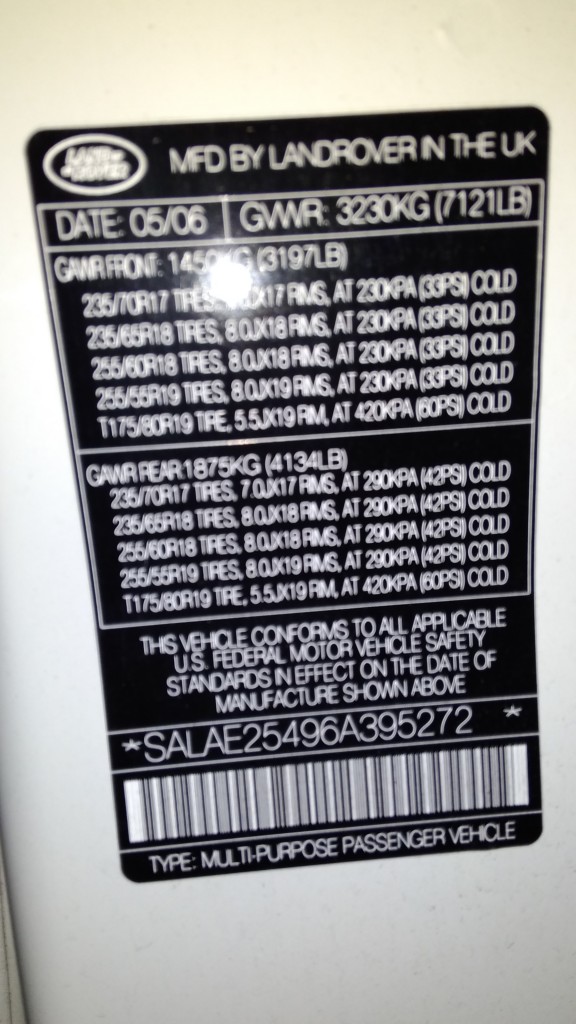 LAND-
ROVER
MFD BY LANDROVER IN THE UK
DATE: 05/06 GVWR: 3230KG (7121LB)
GAWR FRONT: 1450KG (3197LB)
235/70R17 TIRES, X17 RIMS, AT 230KPA (33PSI) COLD
235/65R18 TIRES, 8.0JX18 RIMS, AT 230KPA (33PSI) COLD
255/60R18 TIRES, 8.0JX18 RIMS, AT 230KPA (33PSI) COLD
255/55R19 TIRES, 8.0JX19 RIMS, AT 230KPA (33PSI) COLD
T175/80R19 TIRE, 5.5JX19 RIM, AT 420KPA (60PSI) COLD
GAWR REAR 1875KG (4134LB)
235/70R17 TIRES, 7.0JX17 RIMS, AT 290KPA (42PSI) COLD
235/65R18 TIRES, 8.0JX18 RIMS, AT 290KPA (42PSI) COLD
255/60R18 TIRES, 8.0JX18 RIMS, AT 290KPA (42PSI) COLD
255/55R19 TIRES, 8.0JX19 RIMS, AT 290KPA (42PSI) COLD
T175/80R19 TIRE, 5.5JX19 RIM, AT 420KPA (60PSI) COLD
THIS VEHICLE CONFORMS TO ALL APPLICABLE
U.S. FEDERAL MOTOR VEHICLE SAFETY
STANDARDS IN EFFECT ON THE DATE OF
MANUFACTURE SHOWN ABOVE
*SALAE25496A395272 *
TYPE: MULTI-PURPOSE PASSENGER VEHICLE